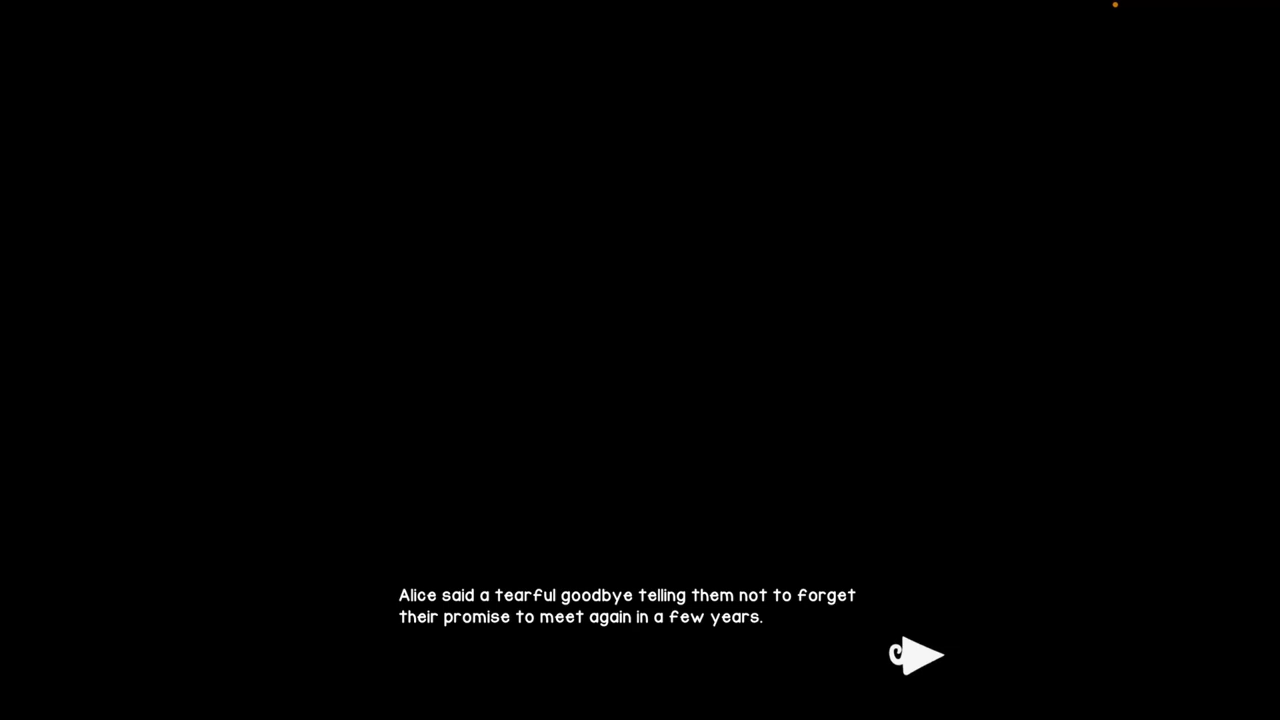 Alice said a tearful goodbye telling them not to forget
their promise to meet again in a few years.